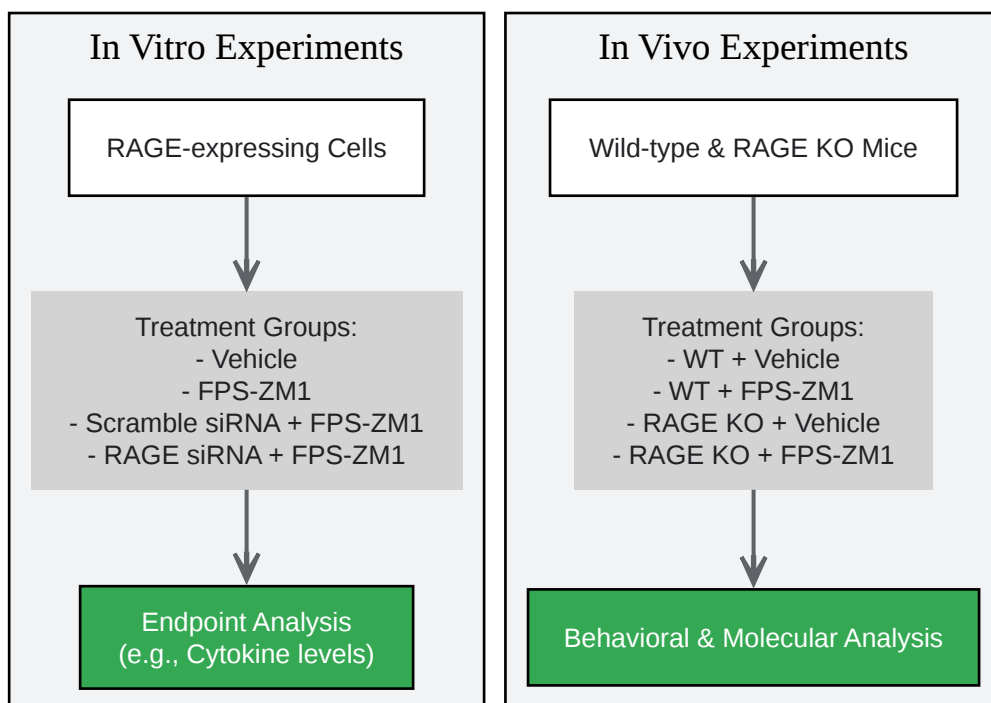 In Vitro Experiments
RAGE-expressing Cells
Treatment Groups:
- Vehicle
- FPS-ZM1
- Scramble siRNA + FPS-ZM1
- RAGE siRNA + FPS-ZM1
Endpoint Analysis
(e.g., Cytokine levels)
In Vivo Experiments
Wild-type & RAGE KO Mice
Treatment Groups:
- WT + Vehicle
- WT + FPS-ZM1
- RAGE KO + Vehicle
- RAGE KO + FPS-ZM1
Behavioral & Molecular Analysis